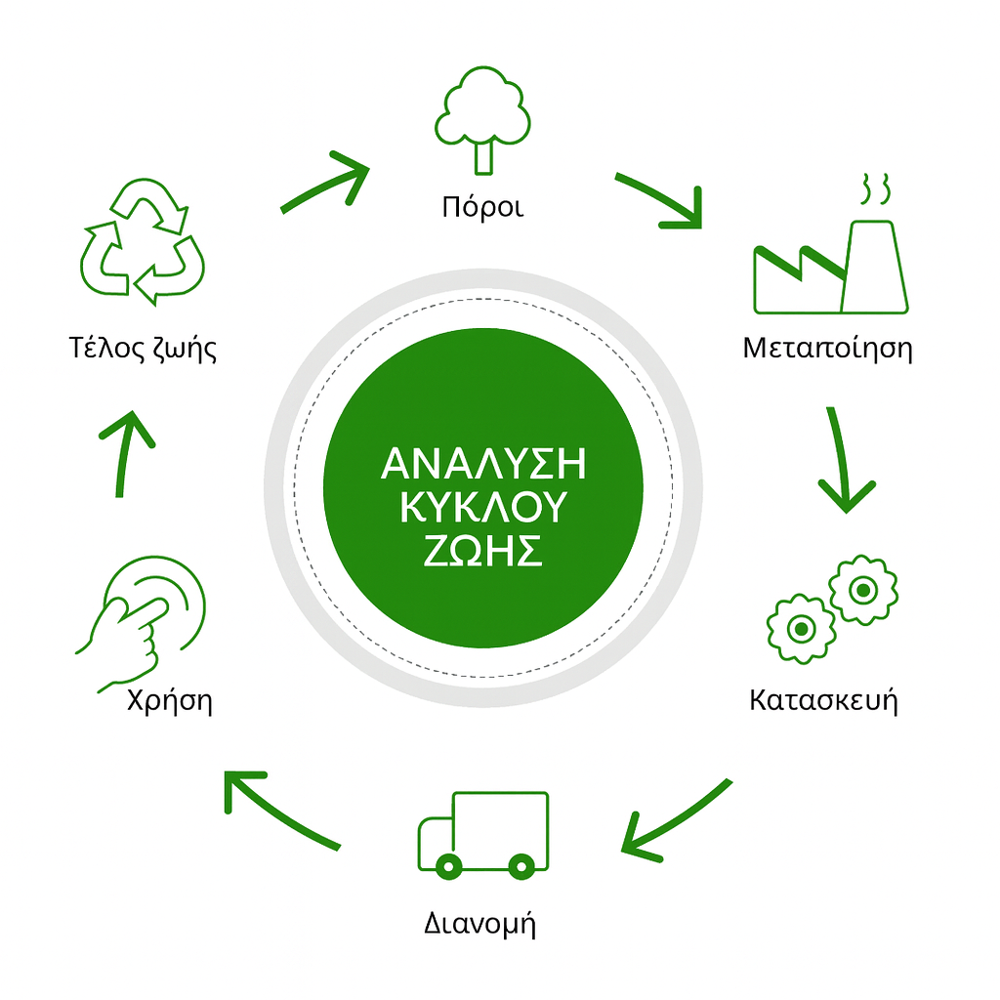 Πόροι
Μεταποίηση
Κατασκευή
Διανομή
Χρήση
Τέλος ζωής
ΑΝΑΛΥΣΗ
ΚΥΚΛΟΥ
ΖΩΗΣ